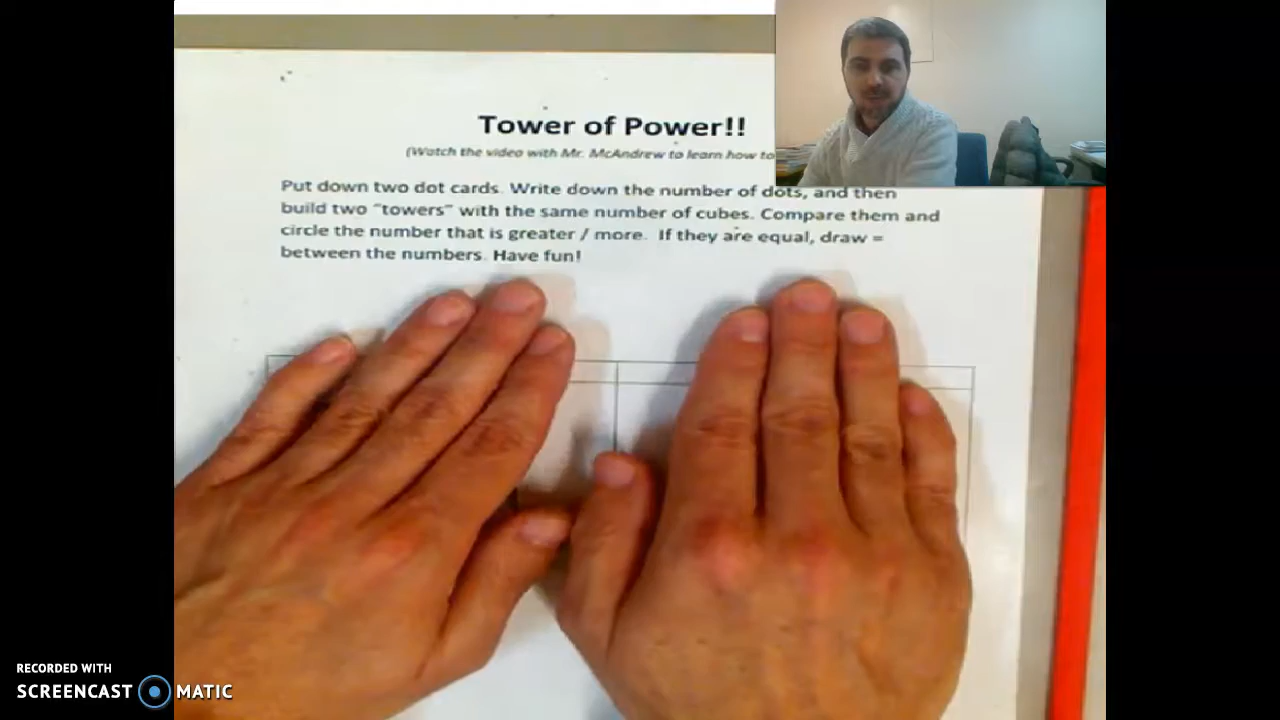 Tower of Power!!
(Watch the video with Mr. McAndrew to learn how to
Put down two dot cards. Write down the number of dots, and then
build two “towers” with the same number of cubes. Compare them and
circle the number that is greater / more. If they are equal, draw =
between the numbers. Have fun!
RECORDED WITH
SCREENCAST MATIC